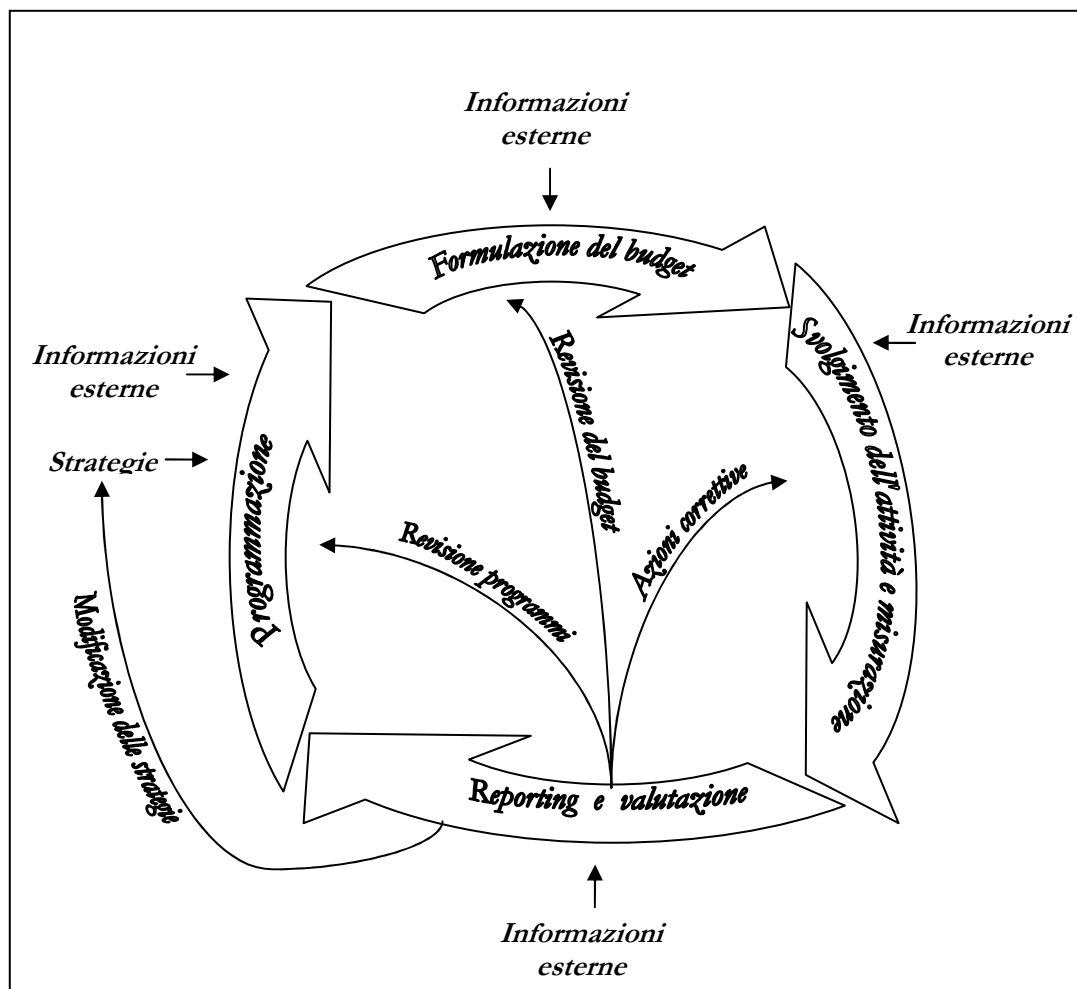 Informazioni
esterne
Formulazione del budget
Informazioni
esterne
Svolgimento dell'attività e misurazione
Informazioni
esterne
Strategie
Programmazione
Revisione del budget
Azioni correttive
Revisione programmi
Modificazione delle strategie
Reporting e valutazione
Informazioni
esterne